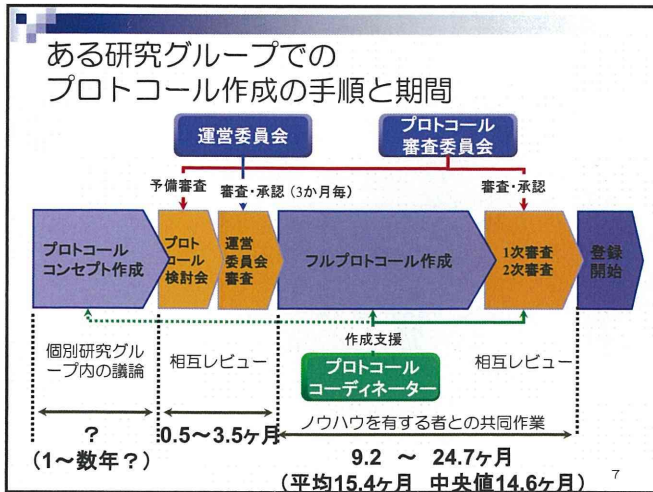 ある研究グループでの
プロトコール作成の手順と期間
運営委員会
プロトコール
審査委員会
予備審査
審査・承認（3か月毎）
審査・承認
プロトコール
コンセプト作成
プロト
コール
検討会
運営
委員会
審査
フルプロトコール作成
1次審査
2次審査
登録
開始
作成支援
個別研究グルー
プ内の議論
相互レビュー
プロトコール
コーディネーター
相互レビュー
ノウハウを有する者との共同作業
？
（1～数年？）
0.5～3.5ヶ月
9.2 ～ 24.7ヶ月
（平均15.4ヶ月 中央値14.6ヶ月）
7